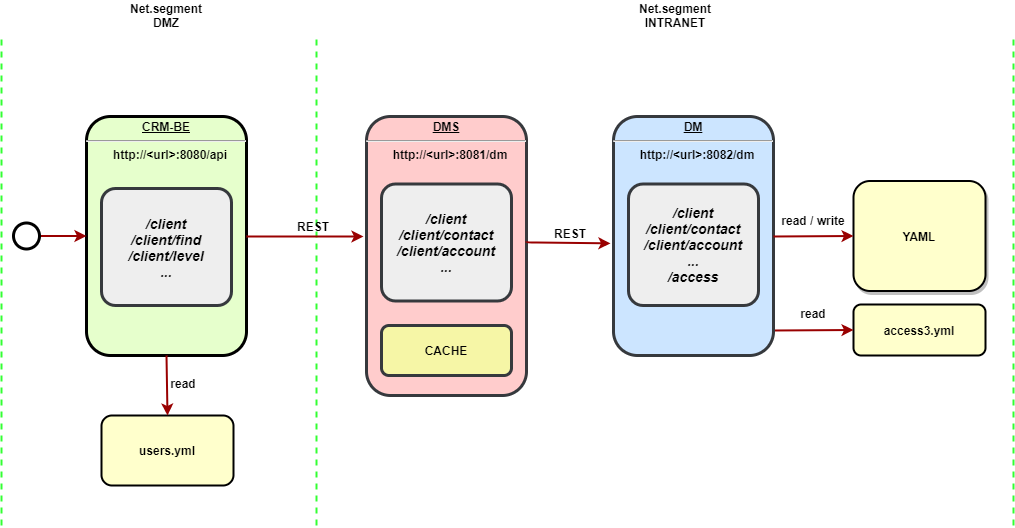 Net.segment
DMZ
Net.segment
INTRANET
CRM-BE
http://<url>:8080/api
/client
/client/find
/client/level
...
REST
DMS
http://<url>:8081/dm
/client
/client/contact
/client/account
...
CACHE
REST
DM
http://<url>:8082/dm
/client
/client/contact
/client/account
...
/access
read / write
YAML
read
access3.yml
read
users.yml